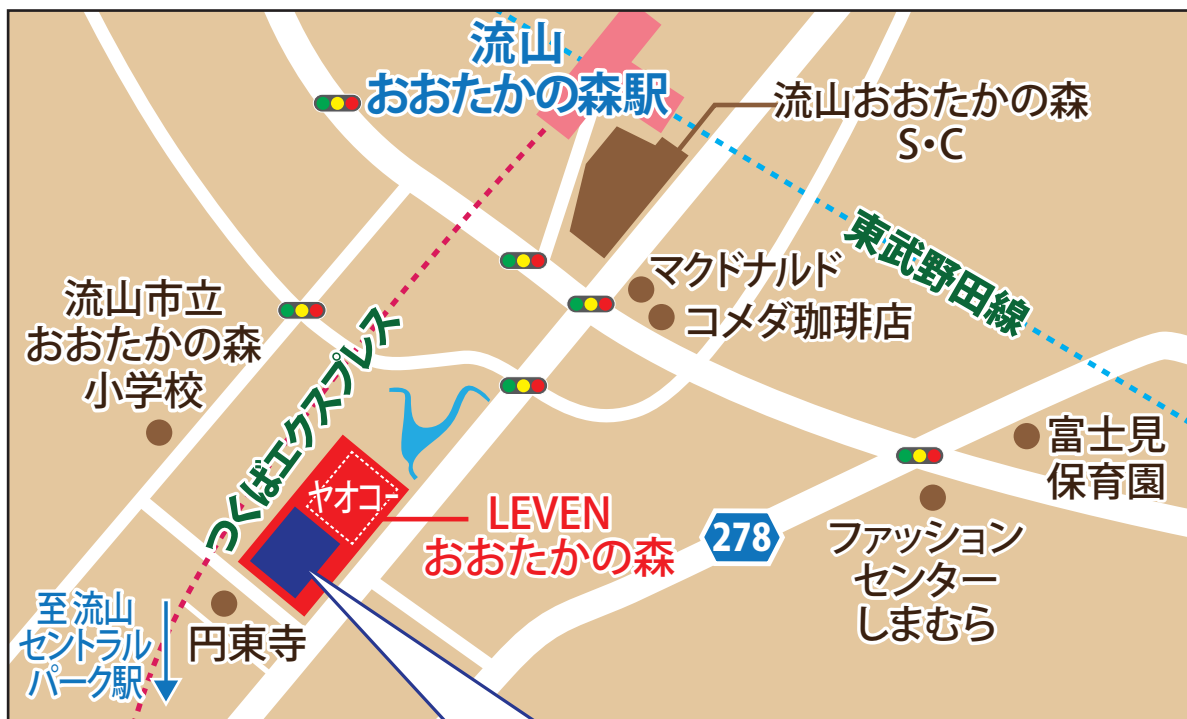 流山
おおたかの森駅
流山おおたかの森
S・C
東武野田線
マクドナルド
コメダ珈琲店
流山市立
おおたかの森
小学校
つくばエクスプレス
富士見
保育園
ヤオコー
LEVEN
おおたかの森
278
ファッション
センター
しまむら
円東寺
至 流山
セントラル
パーク駅